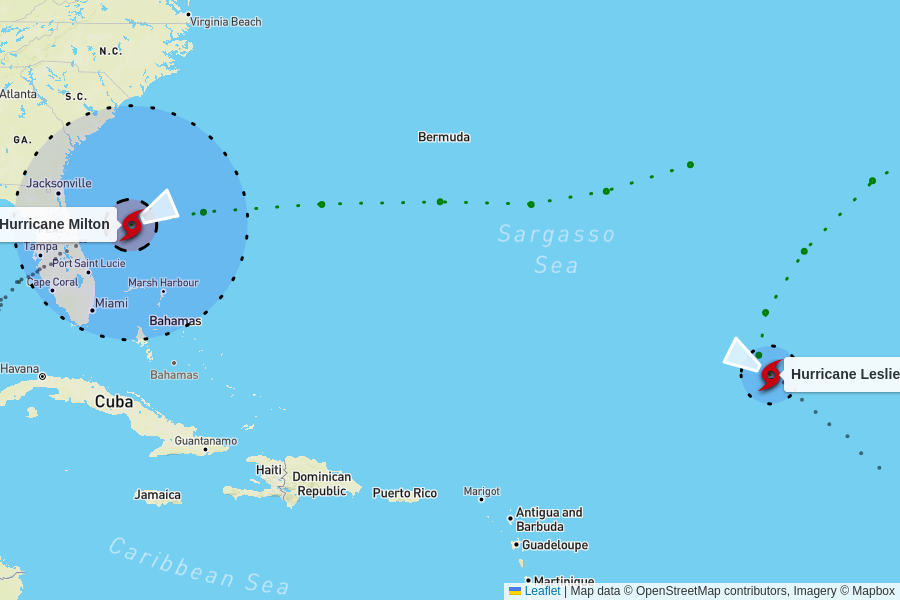 Virginia Beach
N.C.
Atlanta
S.C.
GA.
Bermuda
Jacksonville
Hurricane Milton
Sargasso
Sea
Tampa
Port Saint Lucie
Cape Coral
Marsh Harbour
Miami
Bahamas
Havana
Bahamas
Hurricane Leslie
Cuba
Guantanamo
Haiti
Dominican
Republic
Jamaica
Puerto Rico
Marigot
Antigua and
Barbuda
Guadeloupe
Caribbean Sea
Martinique
Leaflet | Map data © OpenStreetMap contributors, Imagery © Mapbox